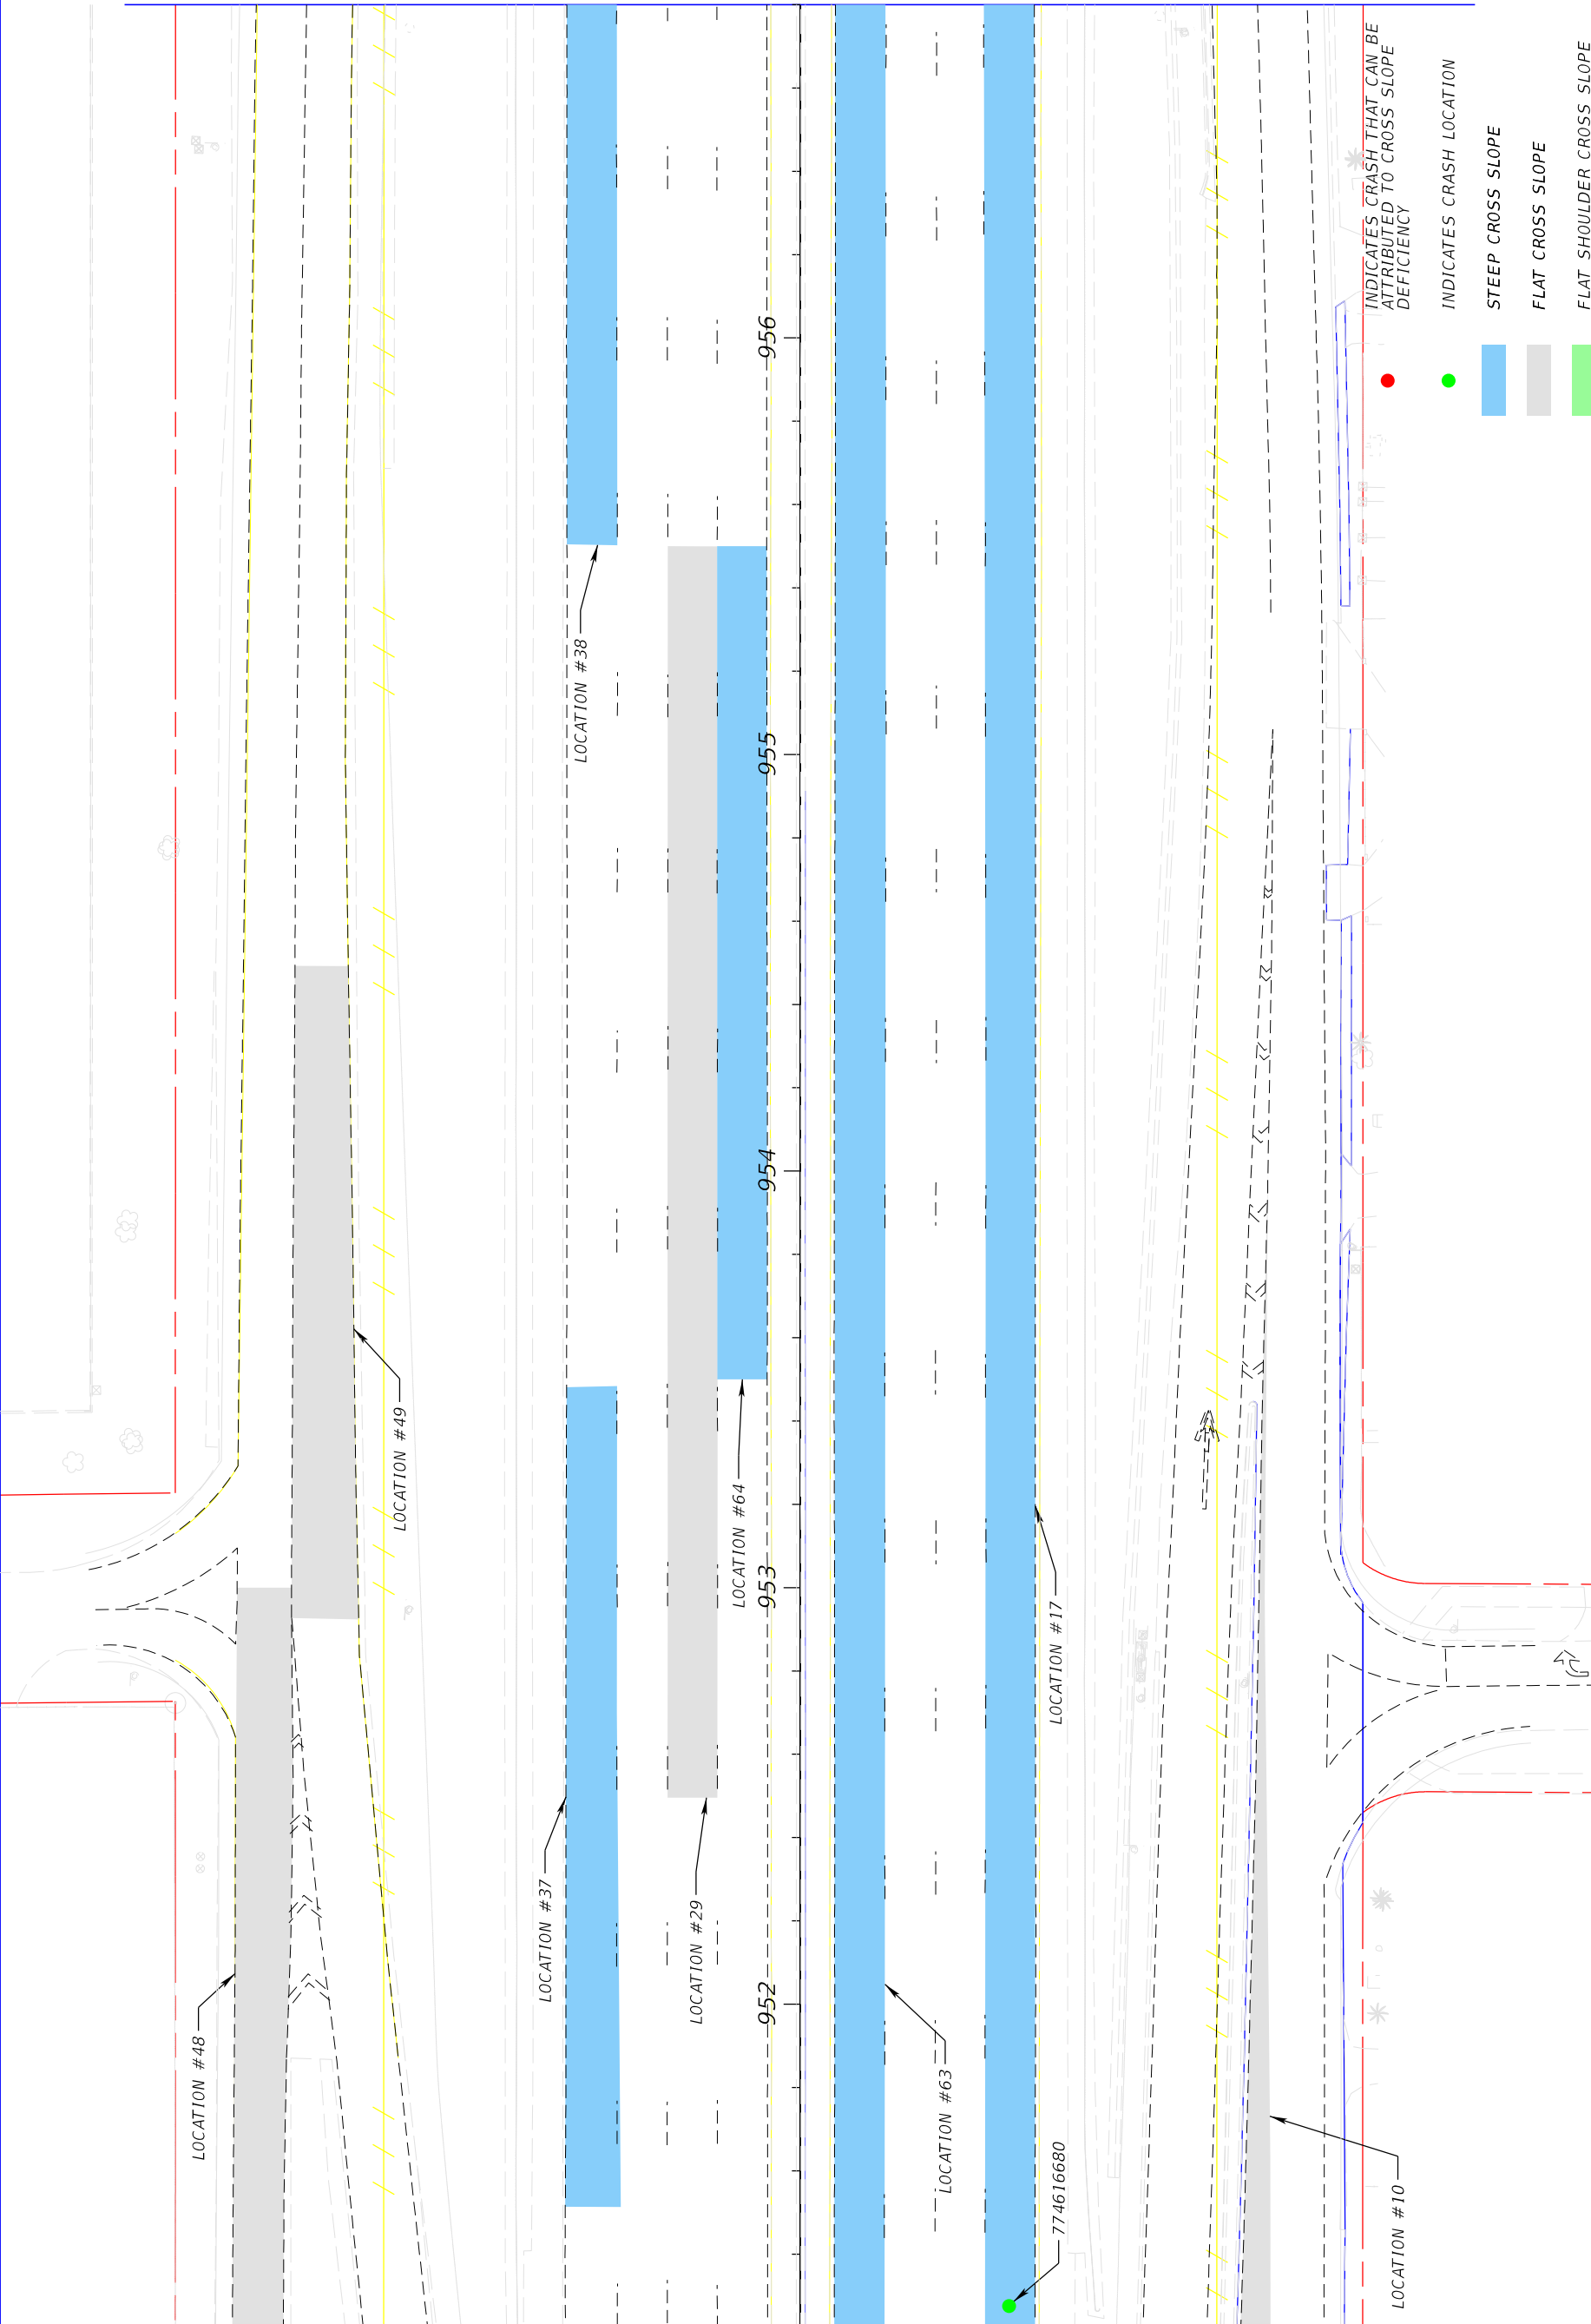 LOCATION #48
LOCATION #49
LOCATION #37
LOCATION #38
LOCATION #29
LOCATION #64
952
953
954
955
956
LOCATION #63
LOCATION #17
774616680
LOCATION #10
INDICATES CRASH THAT CAN BE
ATTRIBUTED TO CROSS SLOPE
DEFICIENCY
INDICATES CRASH LOCATION
STEEP CROSS SLOPE
FLAT CROSS SLOPE
FLAT SHOULDER CROSS SLOPE